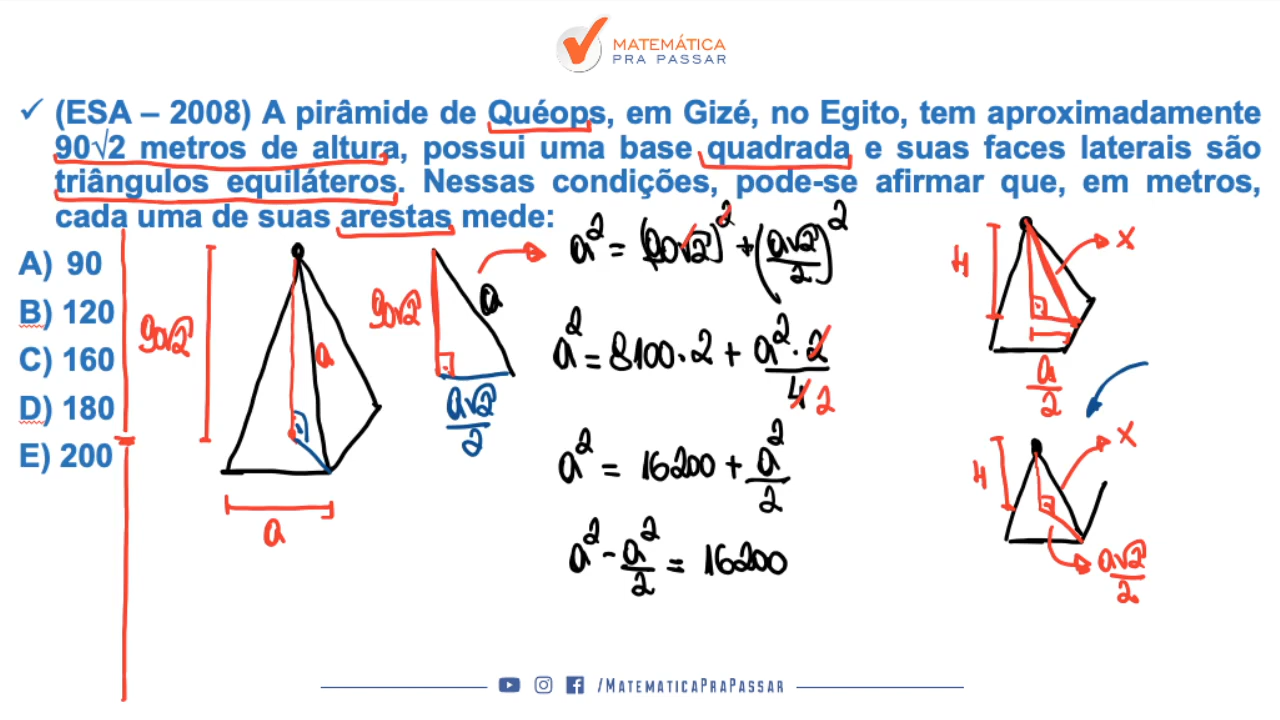 MATEMÁTICA
PRA PASSAR
✓ (ESA – 2008) A pirâmide de Quéops, em Gizé, no Egito, tem aproximadamente
90√2 metros de altura, possui uma base quadrada e suas faces laterais são
triângulos equiláteros. Nessas condições, pode-se afirmar que, em metros,
cada uma de suas arestas mede:
A) 90
B) 120
C) 160
D) 180
E) 200
90√2
a
a
90√2
a
a√2/2
a² = (90√2)² + (a√2/2)²
a² = 8100·2 + a²·2/4 2
a² = 16200 + a²/2
a² - a²/2 = 16200
H
x
a/2
H
x
a√2/2
/MatematicaPraPassar